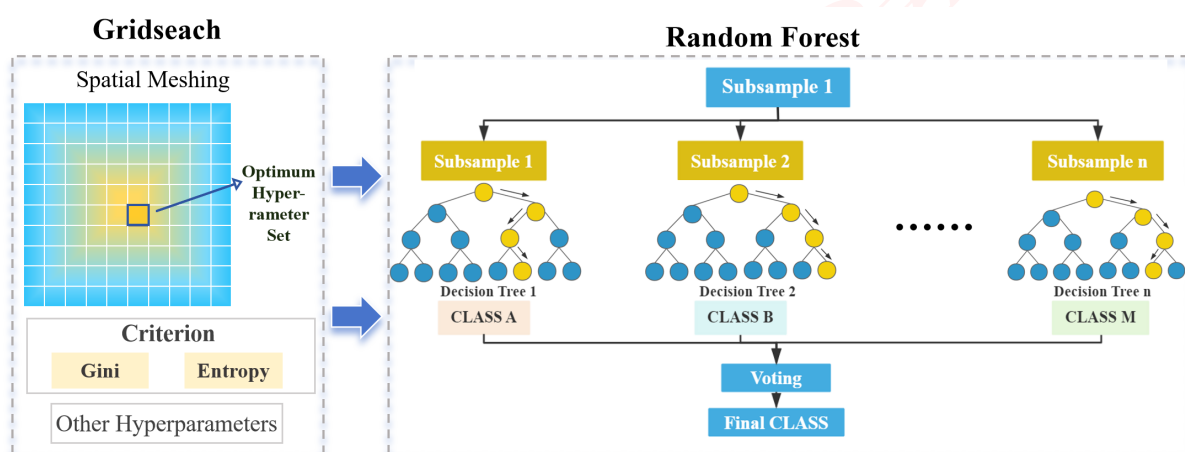 Gridseach
Spatial Meshing
Optimum
Hyper-
rameter
Set
Criterion
Gini Entropy
Other Hyperparameters
Random Forest
Subsample 1
Subsample 1 Subsample 2 Subsample n
......
Decision Tree 1 Decision Tree 2 Decision Tree n
CLASS A CLASS B CLASS M
Voting
Final CLASS